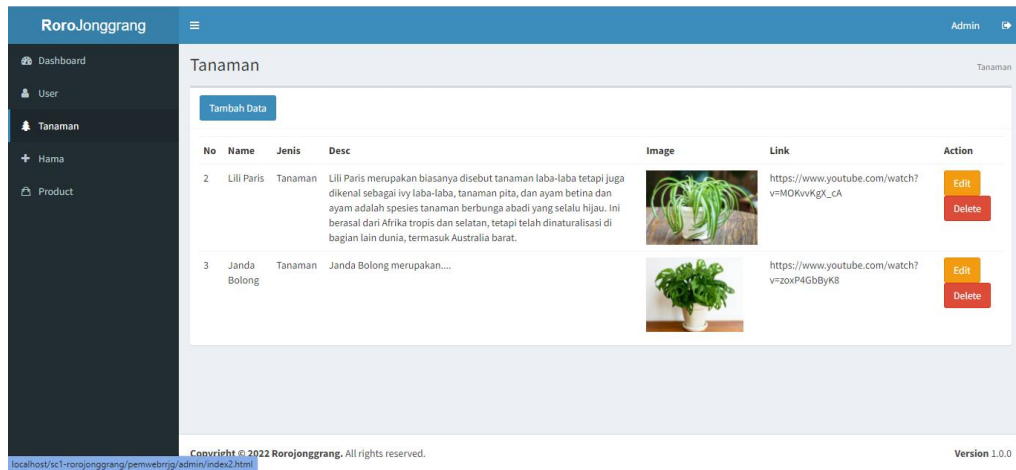 RoroJonggrang
Admin
Dashboard
User
Tanaman
Hama
Product
Tanaman
Tanaman
Tambah Data
No Name Jenis Desc Image Link Action
2 Lili Paris Tanaman Lili Paris merupakan biasanya disebut tanaman laba-laba tetapi juga
dikenal sebagai ivy laba-laba, tanaman pita, dan ayam betina dan
ayam adalah spesies tanaman berbunga abadi yang selalu hijau. Ini
berasal dari Afrika tropis dan selatan, tetapi telah dinaturalisasi di
bagian lain dunia, termasuk Australia barat.
https://www.youtube.com/watch?
v=MOKvvKgX_cA
Edit
Delete
3 Janda
Bolong
Tanaman Janda Bolong merupakan....
https://www.youtube.com/watch?
v=zoxP4GbByK8
Edit
Delete
Copyright © 2022 Rorojonggrang. All rights reserved.
Version 1.0.0
localhost/sc1-rorojonggrang/pemwebrrjg/admin/index2.html